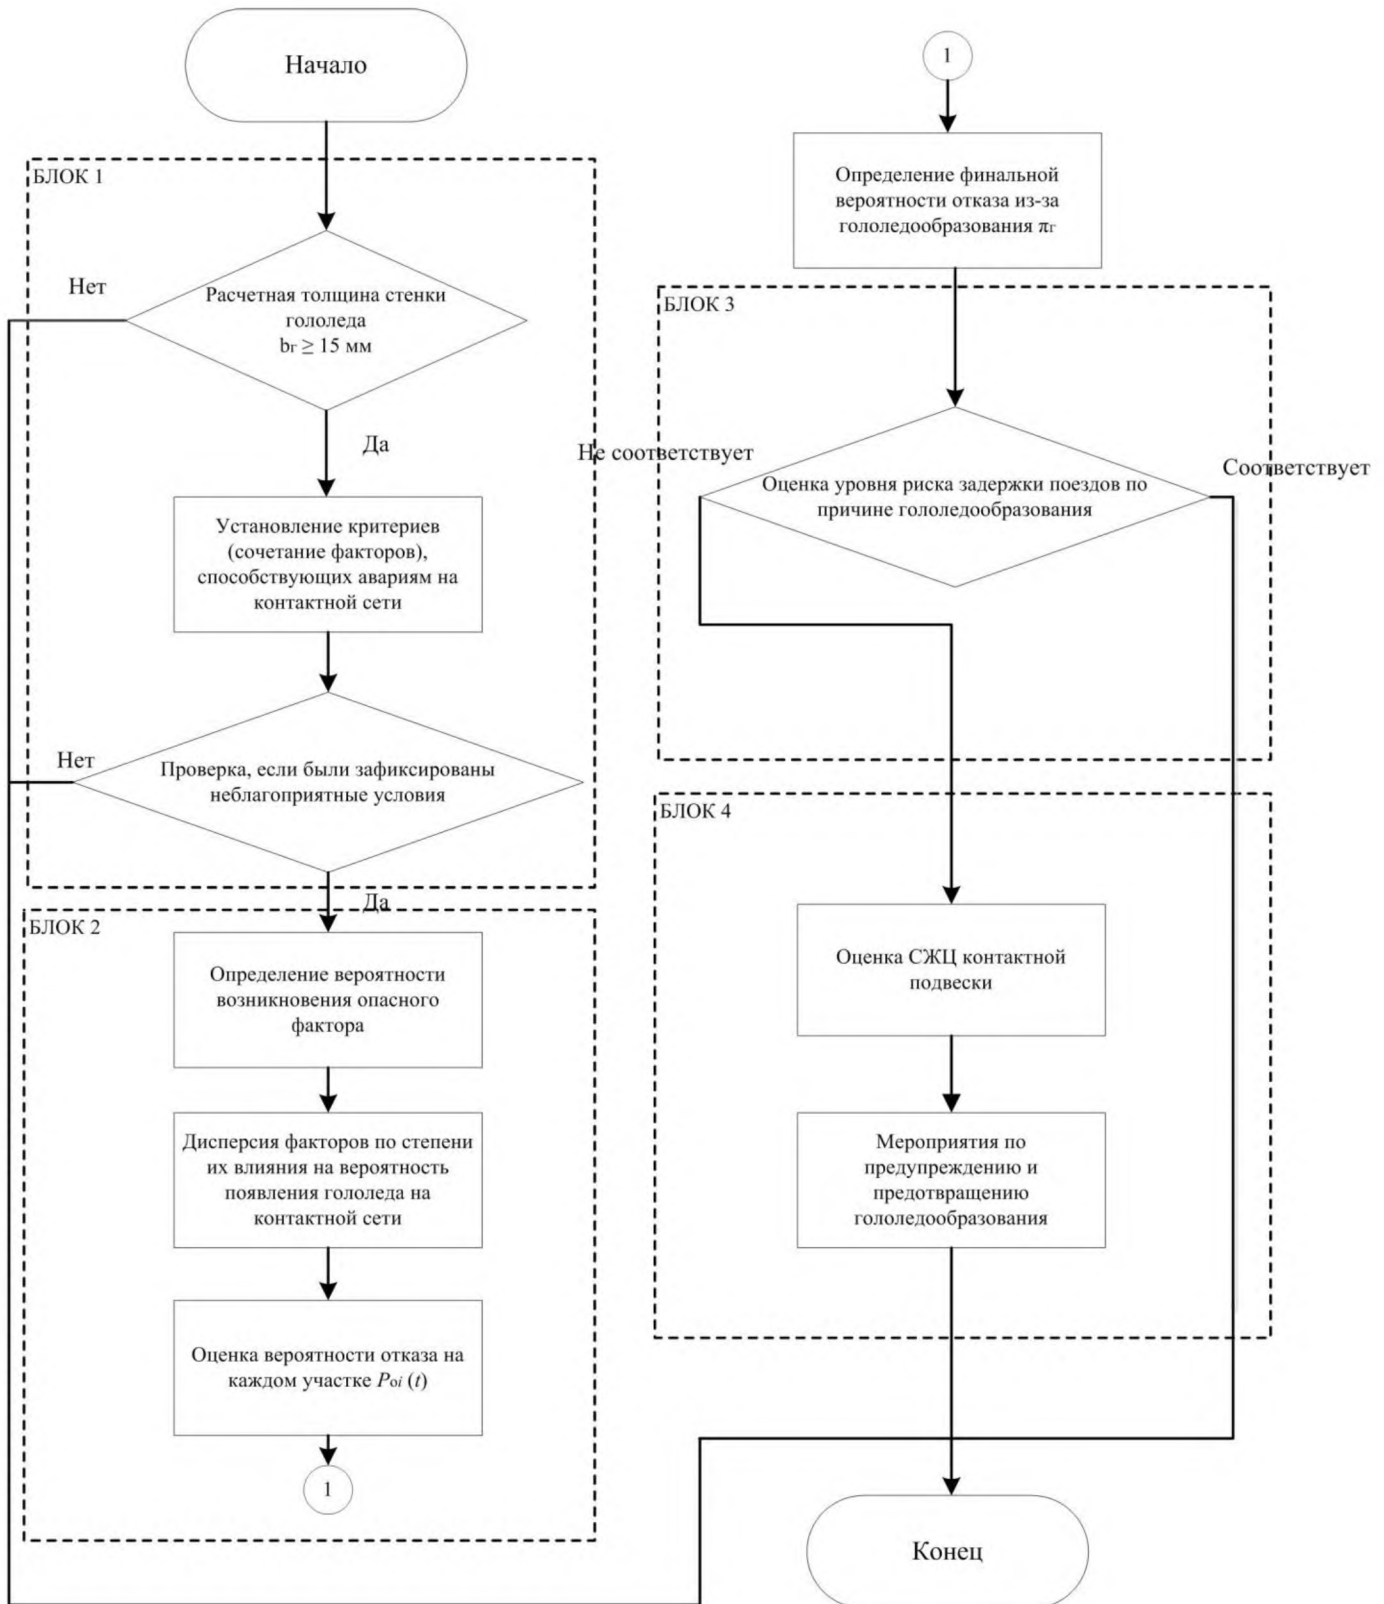 Начало
БЛОК 1
Нет
Расчетная толщина стенки
гололеда
bг ≥ 15 мм
Да
Установление критериев
(сочетание факторов),
способствующих авариям на
контактной сети
Нет
Проверка, если были зафиксированы
неблагоприятные условия
Да
БЛОК 2
Определение вероятности
возникновения опасного
фактора
Дисперсия факторов по степени
их влияния на вероятность
появления гололеда на
контактной сети
Оценка вероятности отказа на
каждом участке Pоi (t)
1
1
Определение финальной
вероятности отказа из-за
гололедообразования πг
БЛОК 3
Не соответствует
Соответствует
Оценка уровня риска задержки поездов по
причине гололедообразования
БЛОК 4
Оценка СЖЦ контактной
подвески
Мероприятия по
предупреждению и
предотвращению
гололедообразования
Конец